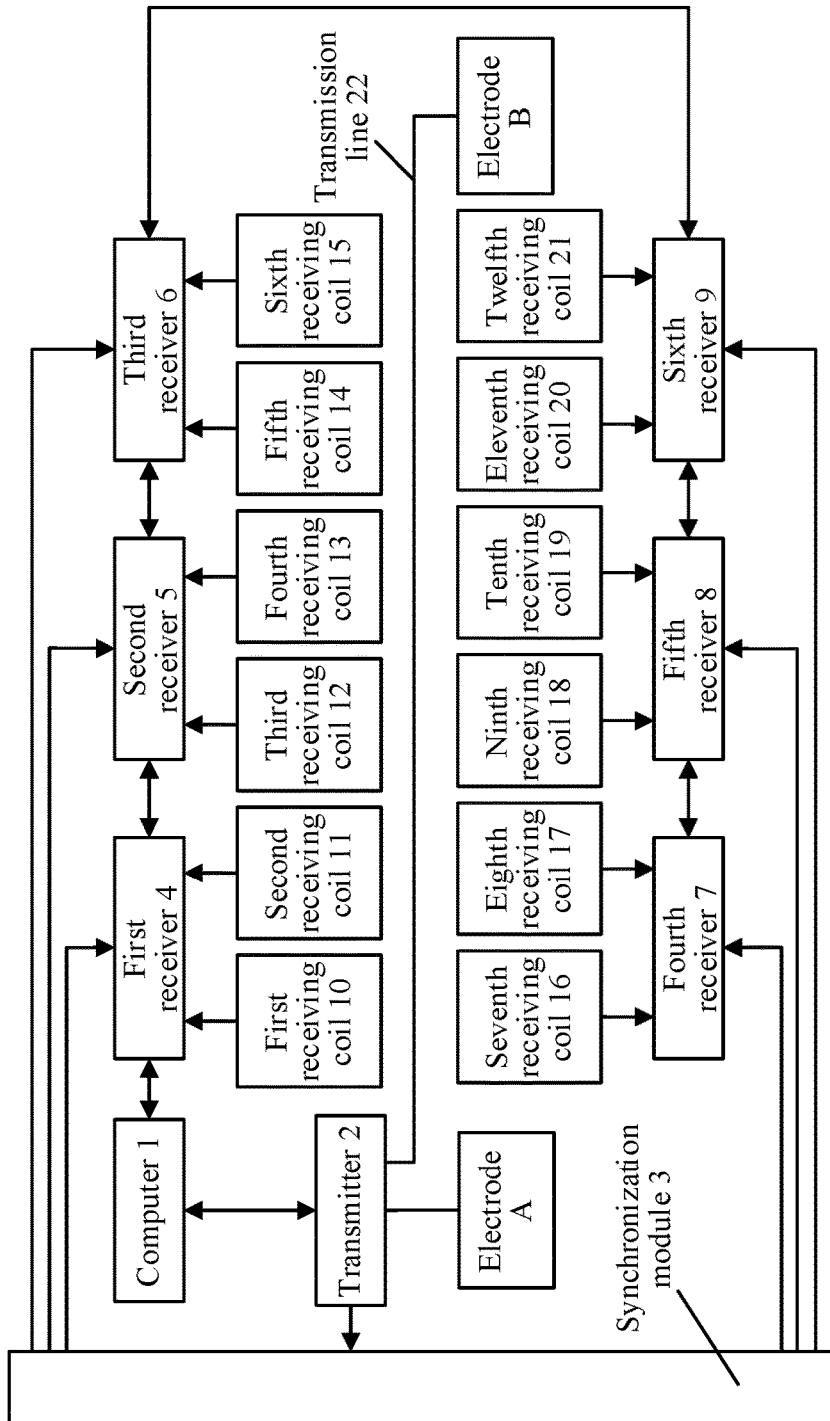 Computer 1
First
receiver 4
Second
receiver 5
Third
receiver 6
First
receiving
coil 10
Second
receiving
coil 11
Third
receiving
coil 12
Fourth
receiving
coil 13
Fifth
receiving
coil 14
Sixth
receiving
coil 15
Transmitter 2
Transmission
line 22
Electrode
A
Seventh
receiving
coil 16
Eighth
receiving
coil 17
Ninth
receiving
coil 18
Tenth
receiving
coil 19
Eleventh
receiving
coil 20
Twelfth
receiving
coil 21
Electrode
B
Synchronization
module 3
Fourth
receiver 7
Fifth
receiver 8
Sixth
receiver 9